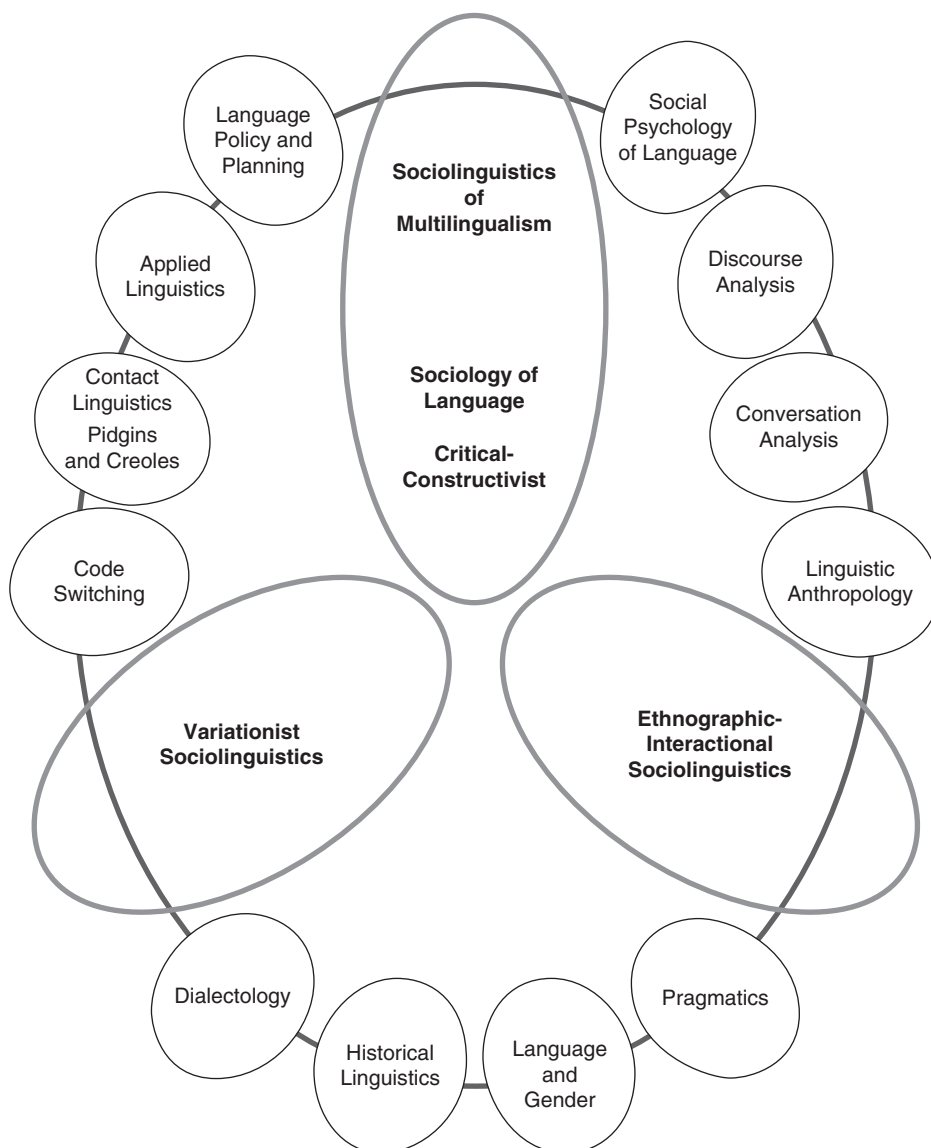 Language
Policy and
Planning
Social
Psychology
of Language
Sociolinguistics
of
Multilingualism
Applied
Linguistics
Discourse
Analysis
Contact
Linguistics
Pidgins
and Creoles
Sociology of
Language
Critical-
Constructivist
Conversation
Analysis
Code
Switching
Linguistic
Anthropology
Variationist
Sociolinguistics
Ethnographic-
Interactional
Sociolinguistics
Dialectology
Historical
Linguistics
Language
and
Gender
Pragmatics